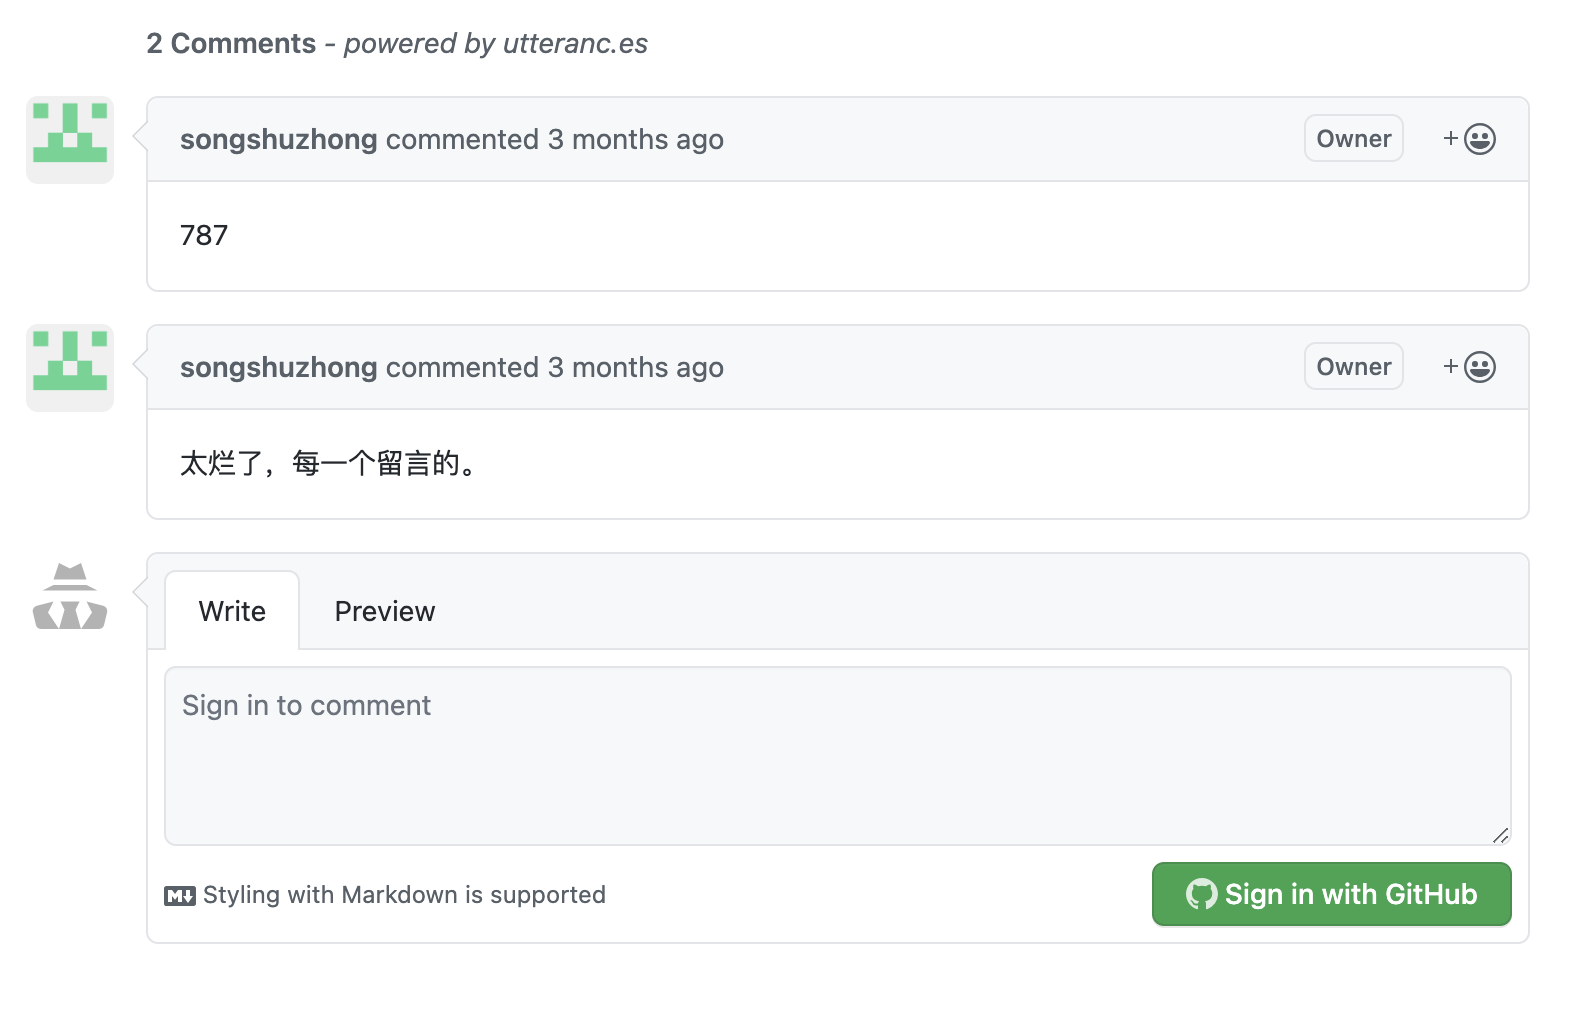 2 Comments - powered by utteranc.es
songshuzhong commented 3 months ago Owner +
787
songshuzhong commented 3 months ago Owner +
太烂了，每一个留言的。
Write Preview
Sign in to comment
M Styling with Markdown is supported Sign in with GitHub